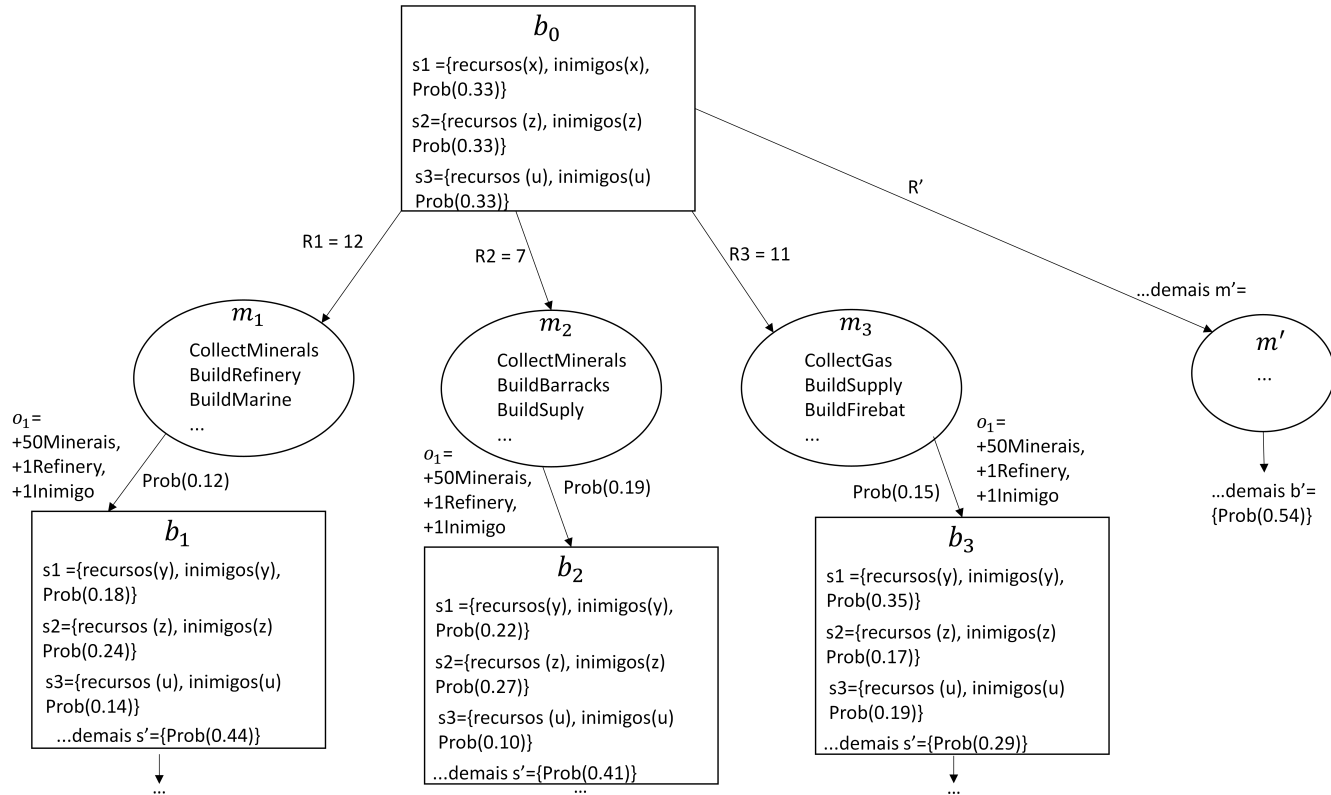 b₀
s1 ={recursos(x), inimigos(x),
Prob(0.33)}
s2={recursos (z), inimigos(z)
Prob(0.33)}
s3={recursos (u), inimigos(u)
Prob(0.33)}
R1 = 12
R2 = 7
R3 = 11
R’
...demais m’=
m₁
CollectMinerals
BuildRefinery
BuildMarine
...
m₂
CollectMinerals
BuildBarracks
BuildSuply
...
m₃
CollectGas
BuildSupply
BuildFirebat
...
m′
...
o₁=
+50Minerais,
+1Refinery,
+1Inimigo
Prob(0.12)
o₁=
+50Minerais,
+1Refinery,
+1Inimigo
Prob(0.19)
Prob(0.15)
o₁=
+50Minerais,
+1Refinery,
+1Inimigo
...demais b’=
{Prob(0.54)}
b₁
s1 ={recursos(y), inimigos(y),
Prob(0.18)}
s2={recursos (z), inimigos(z)
Prob(0.24)}
s3={recursos (u), inimigos(u)
Prob(0.14)}
...demais s’={Prob(0.44)}
...
b₂
s1 ={recursos(y), inimigos(y),
Prob(0.22)}
s2={recursos (z), inimigos(z)
Prob(0.27)}
s3={recursos (u), inimigos(u)
Prob(0.10)}
...demais s’={Prob(0.41)}
...
b₃
s1 ={recursos(y), inimigos(y),
Prob(0.35)}
s2={recursos (z), inimigos(z)
Prob(0.17)}
s3={recursos (u), inimigos(u)
Prob(0.19)}
...demais s’={Prob(0.29)}
...